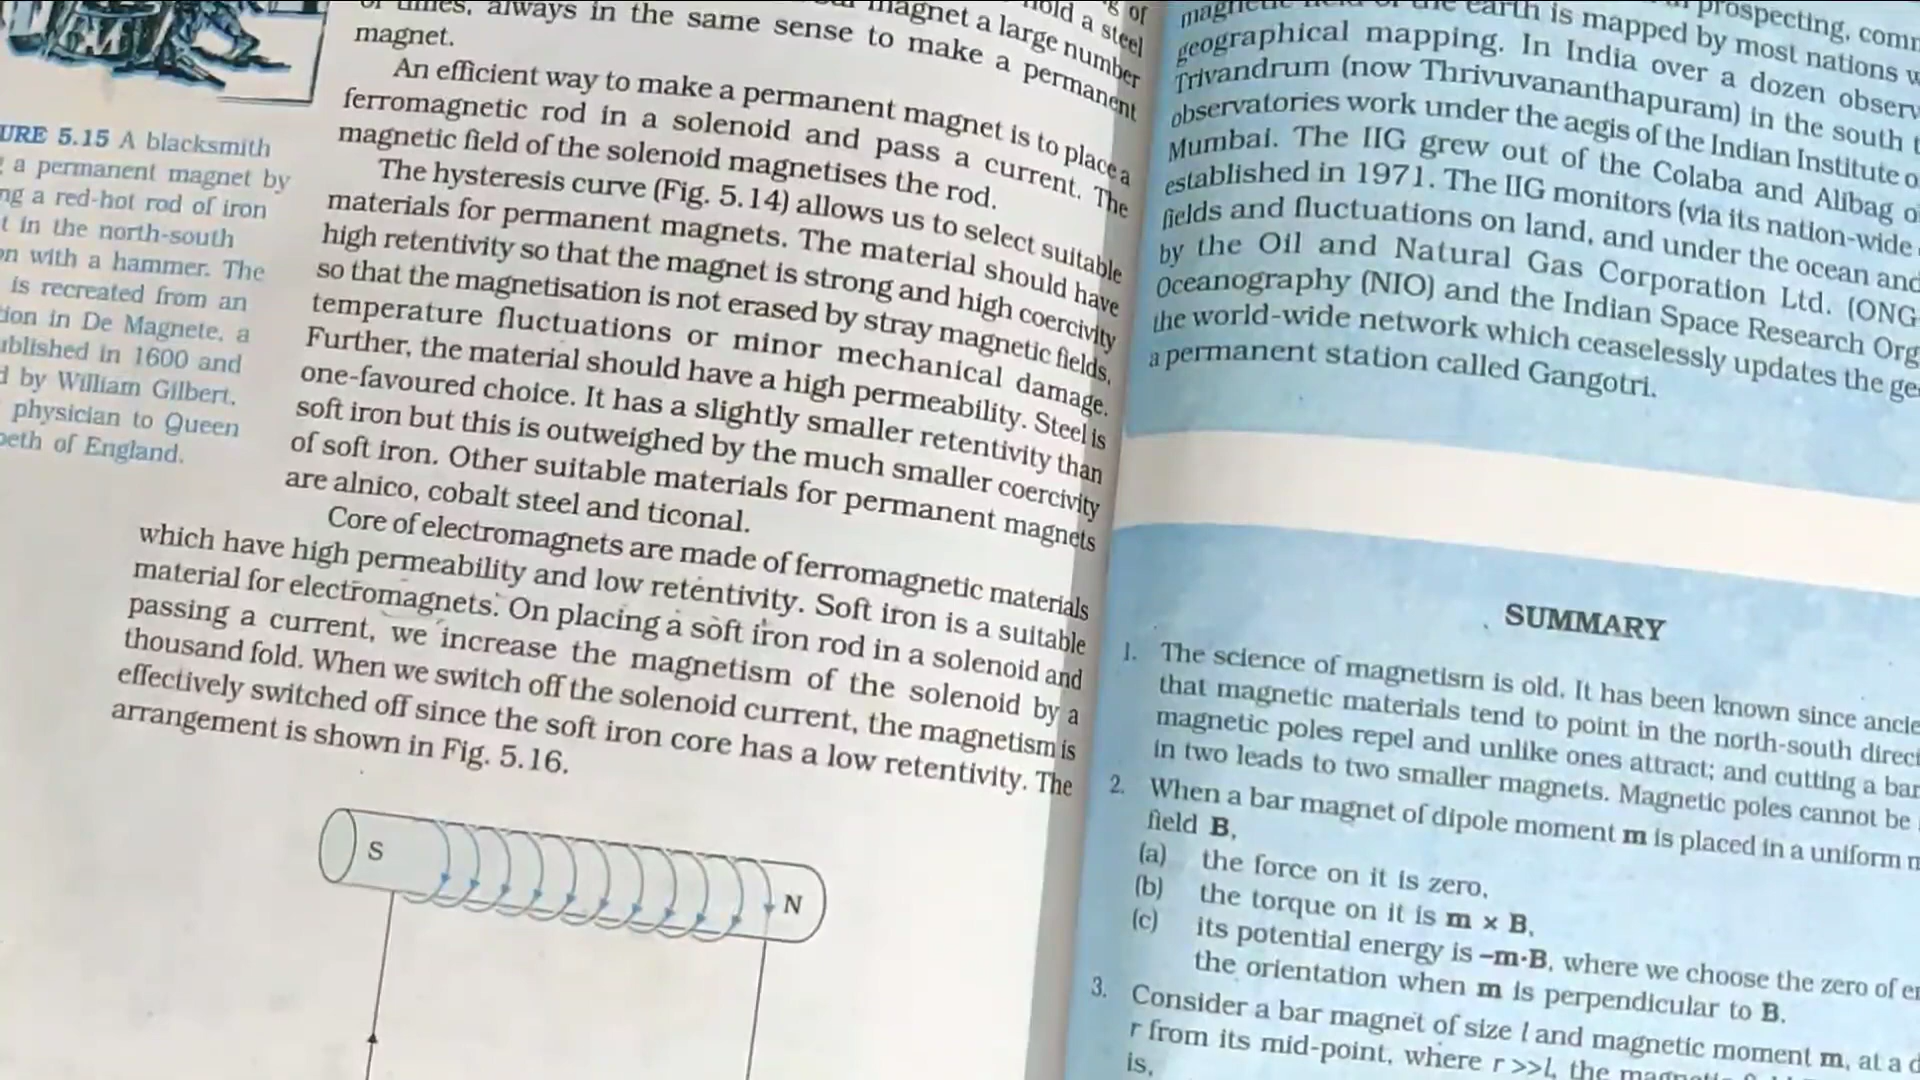 of times, always in the same sense to make a permanent
magnet.
An efficient way to make a permanent magnet is to place a
ferromagnetic rod in a solenoid and pass a current. The
magnetic field of the solenoid magnetises the rod.
The hysteresis curve (Fig. 5.14) allows us to select suitable
materials for permanent magnets. The material should have
high retentivity so that the magnet is strong and high coercivity
so that the magnetisation is not erased by stray magnetic fields,
temperature fluctuations or minor mechanical damage.
Further, the material should have a high permeability. Steel is
one-favoured choice. It has a slightly smaller retentivity than
soft iron but this is outweighed by the much smaller coercivity
of soft iron. Other suitable materials for permanent magnets
are alnico, cobalt steel and ticonal.
Core of electromagnets are made of ferromagnetic materials
which have high permeability and low retentivity. Soft iron is a suitable
material for electromagnets. On placing a soft iron rod in a solenoid and
passing a current, we increase the magnetism of the solenoid by a
thousand fold. When we switch off the solenoid current, the magnetism is
effectively switched off since the soft iron core has a low retentivity. The
arrangement is shown in Fig. 5.16.
S
N
URE 5.15 A blacksmith
a permanent magnet by
ng a red-hot rod of iron
t in the north-south
on with a hammer. The
is recreated from an
tion in De Magnete, a
ublished in 1600 and
d by William Gilbert,
physician to Queen
beth of England.
magnet a large number
hold a steel
g of
prospecting, comm
magnetic field of the earth is mapped by most nations w
geographical mapping. In India over a dozen observ
Trivandrum (now Thrivuvananthapuram) in the south t
observatories work under the aegis of the Indian Institute o
Mumbai. The IIG grew out of the Colaba and Alibag o
established in 1971. The IIG monitors (via its nation-wide
fields and fluctuations on land, and under the ocean and
by the Oil and Natural Gas Corporation Ltd. (ONG
Oceanography (NIO) and the Indian Space Research Org
the world-wide network which ceaselessly updates the ge
a permanent station called Gangotri.
SUMMARY
1. The science of magnetism is old. It has been known since ancie
that magnetic materials tend to point in the north-south direct
magnetic poles repel and unlike ones attract; and cutting a bar
in two leads to two smaller magnets. Magnetic poles cannot be
2. When a bar magnet of dipole moment m is placed in a uniform m
field B,
(a) the force on it is zero,
(b) the torque on it is m × B,
(c) its potential energy is –m·B, where we choose the zero of en
the orientation when m is perpendicular to B.
3. Consider a bar magnet of size l and magnetic moment m, at a d
r from its mid-point, where r >>l, the
is,